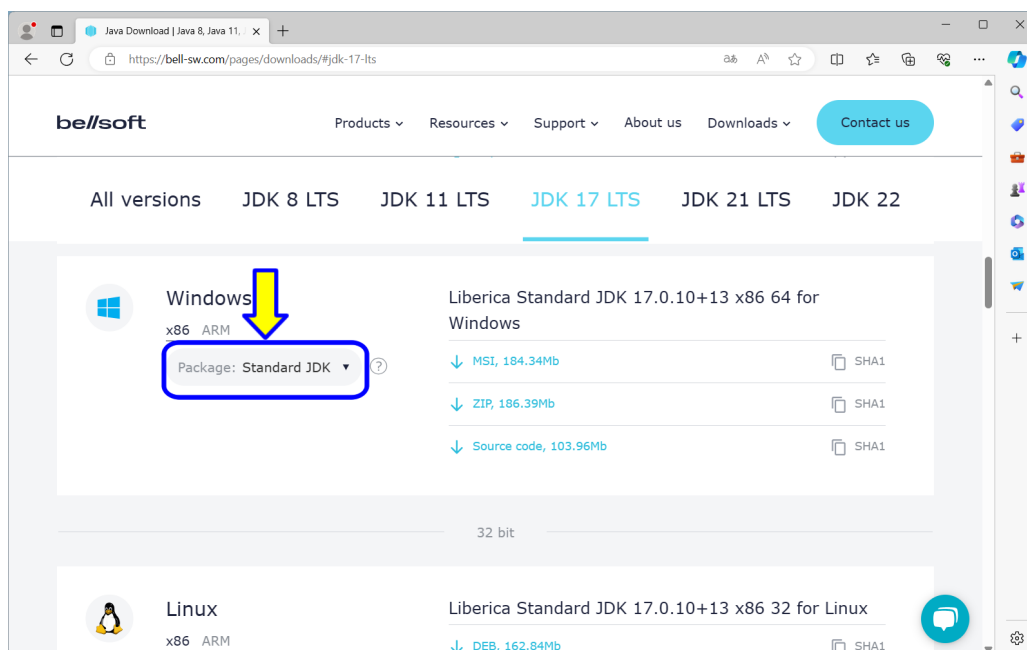 Java Download | Java 8, Java 11,
https://bell-sw.com/pages/downloads/#jdk-17-lts
bellsoft
Products
Resources
Support
About us
Downloads
Contact us
All versions
JDK 8 LTS
JDK 11 LTS
JDK 17 LTS
JDK 21 LTS
JDK 22
Windows
x86 ARM
Package: Standard JDK
?
Liberica Standard JDK 17.0.10+13 x86 64 for
Windows
MSI, 184.34Mb
SHA1
ZIP, 186.39Mb
SHA1
Source code, 103.96Mb
SHA1
32 bit
Linux
x86 ARM
Liberica Standard JDK 17.0.10+13 x86 32 for Linux
DEB, 162.84Mb
SHA1